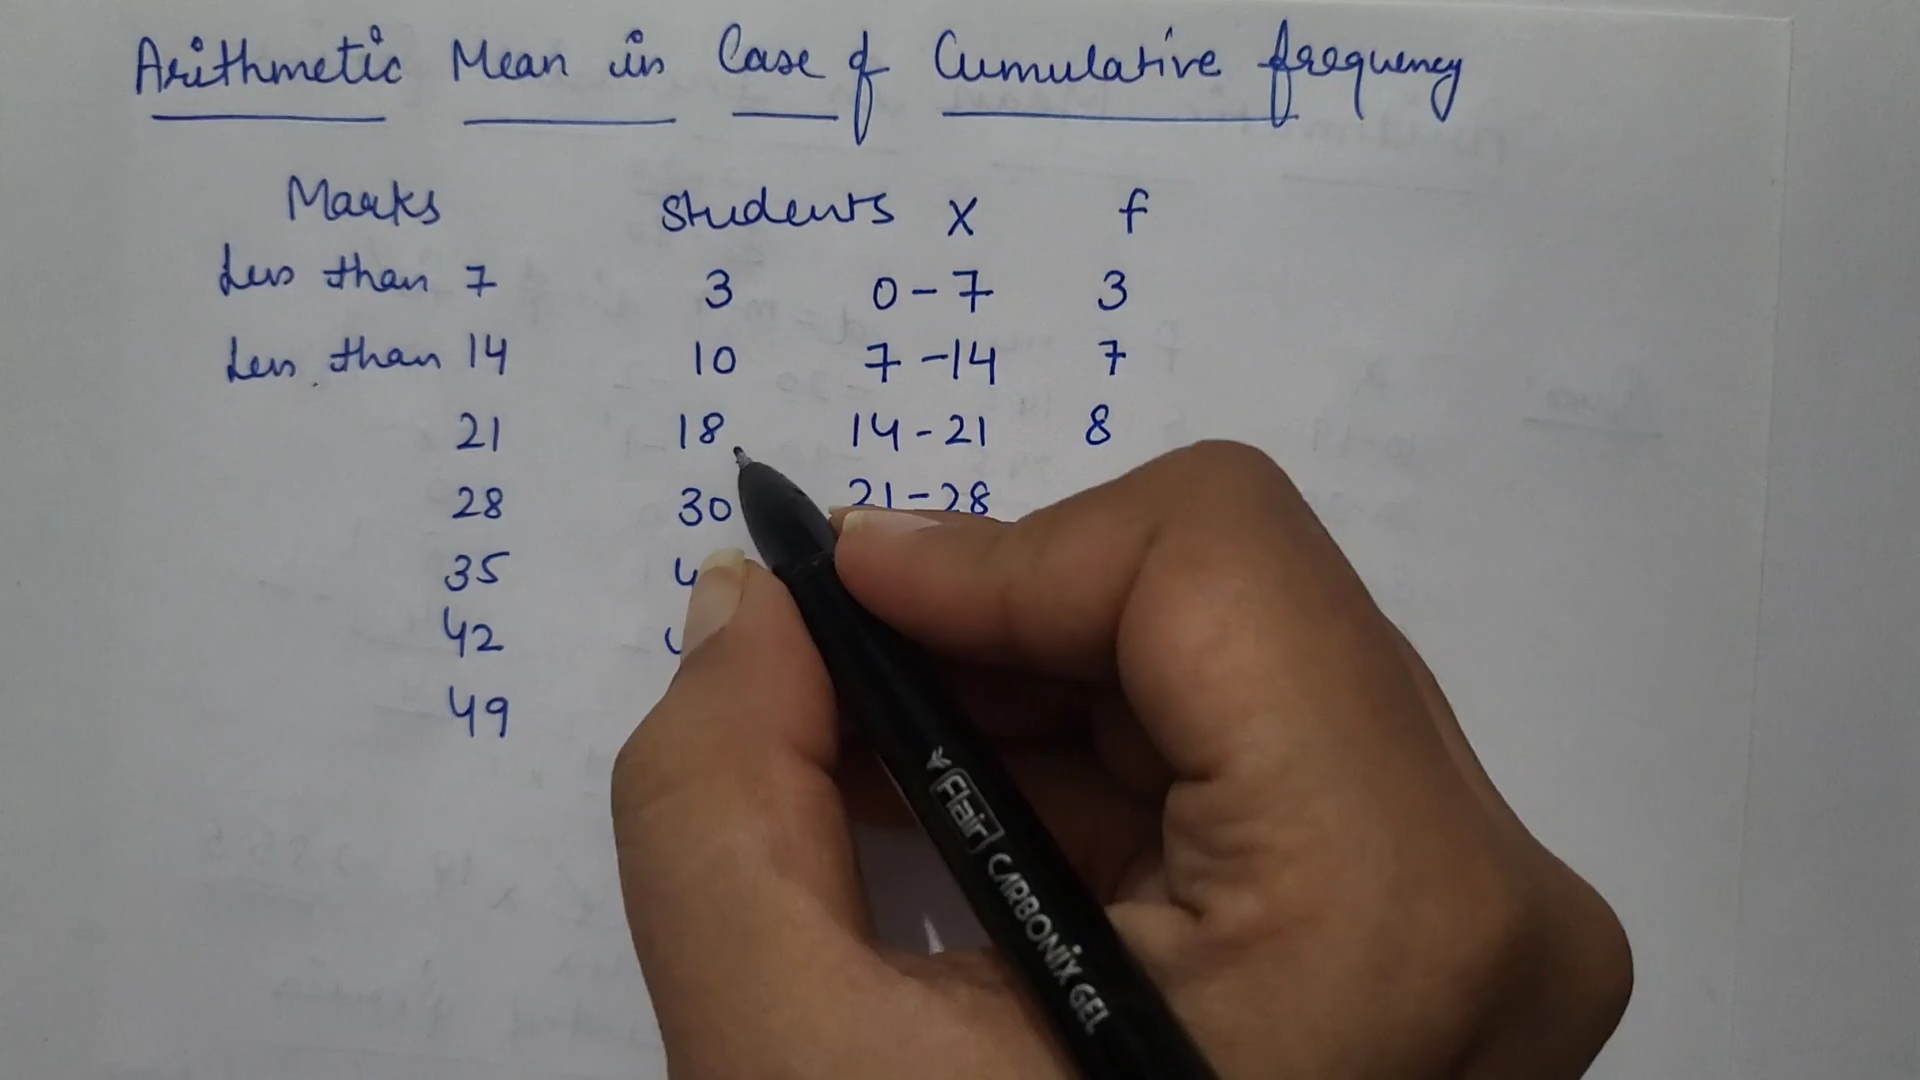 Arithmetic Mean in Case of Cumulative frequency
Marks Students X f
Less than 7 3 0-7 3
Less than 14 10 7-14 7
21 18 14-21 8
28 30 21-28
35
42
49
Flair CARBONIX GEL